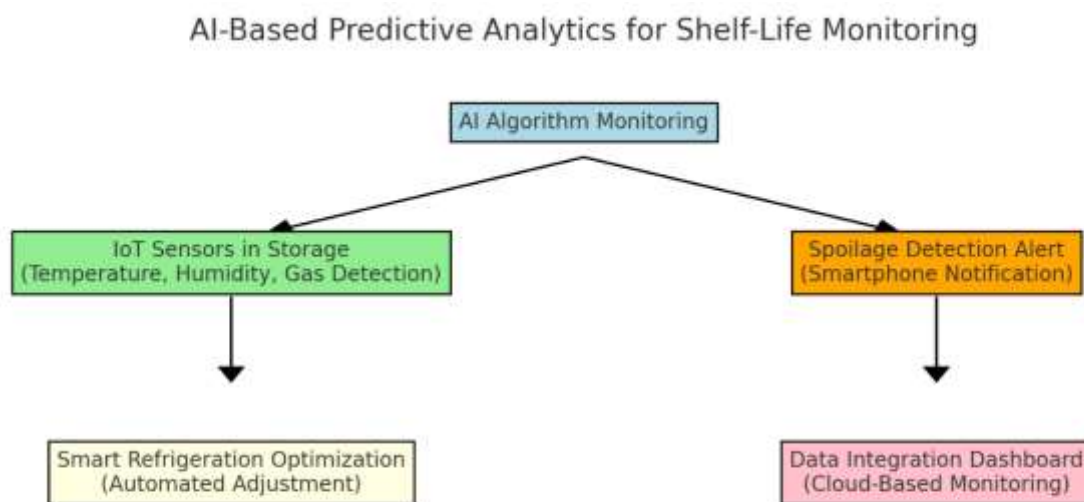 AI-Based Predictive Analytics for Shelf-Life Monitoring
AI Algorithm Monitoring
IoT Sensors in Storage
(Temperature, Humidity, Gas Detection)
Spoilage Detection Alert
(Smartphone Notification)
Smart Refrigeration Optimization
(Automated Adjustment)
Data Integration Dashboard
(Cloud-Based Monitoring)